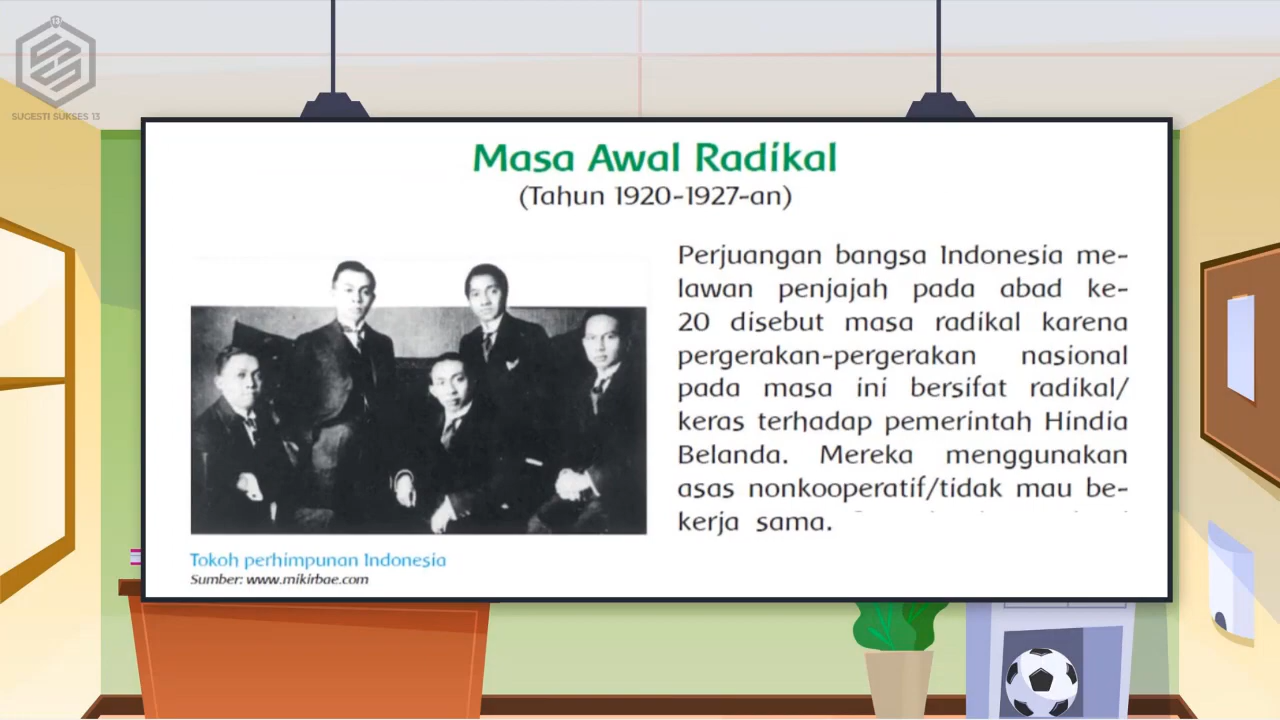 13
SUGESTI SUKSES 13
Masa Awal Radikal
(Tahun 1920-1927-an)
Perjuangan bangsa Indonesia me-
lawan penjajah pada abad ke-
20 disebut masa radikal karena
pergerakan-pergerakan nasional
pada masa ini bersifat radikal/
keras terhadap pemerintah Hindia
Belanda. Mereka menggunakan
asas nonkooperatif/tidak mau be-
kerja sama.
Tokoh perhimpunan Indonesia
Sumber: www.mikirbae.com